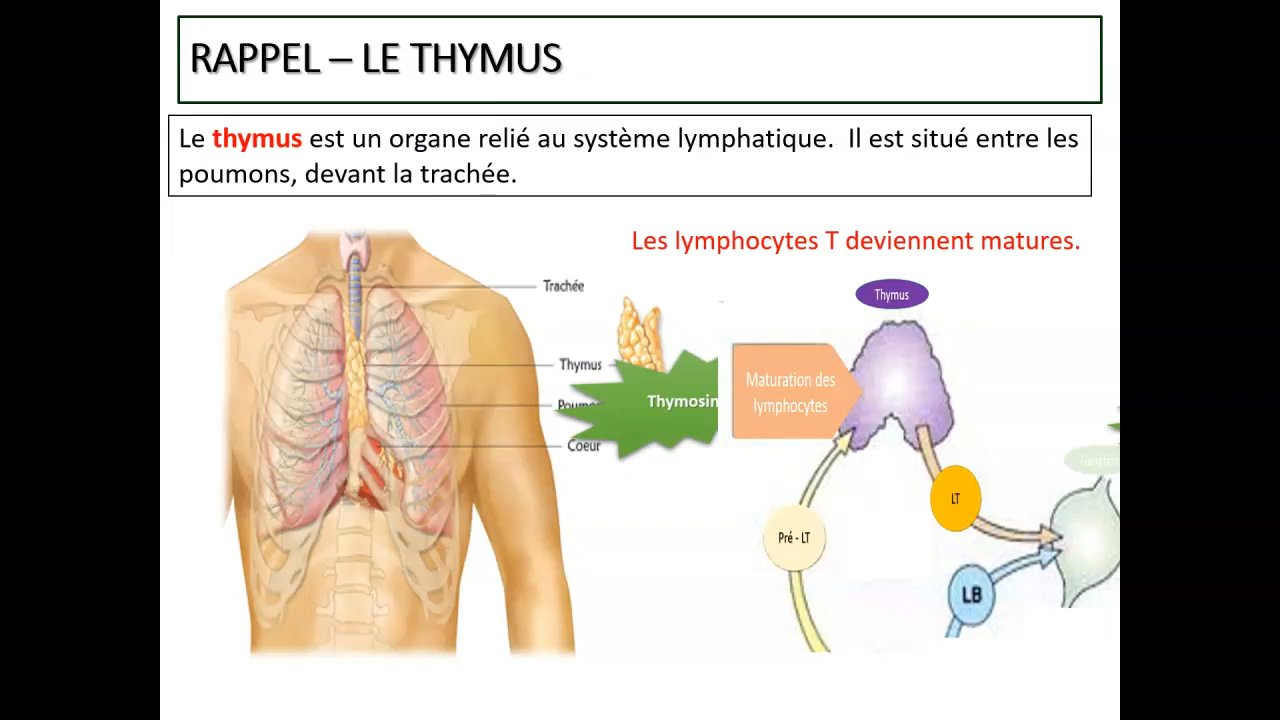 RAPPEL – LE THYMUS
Le thymus est un organe relié au système lymphatique. Il est situé entre les
poumons, devant la trachée.
Les lymphocytes T deviennent matures.
Trachée
Thymus
Coeur
Thymus
Maturation des
lymphocytes
LT
Pré - LT
LB